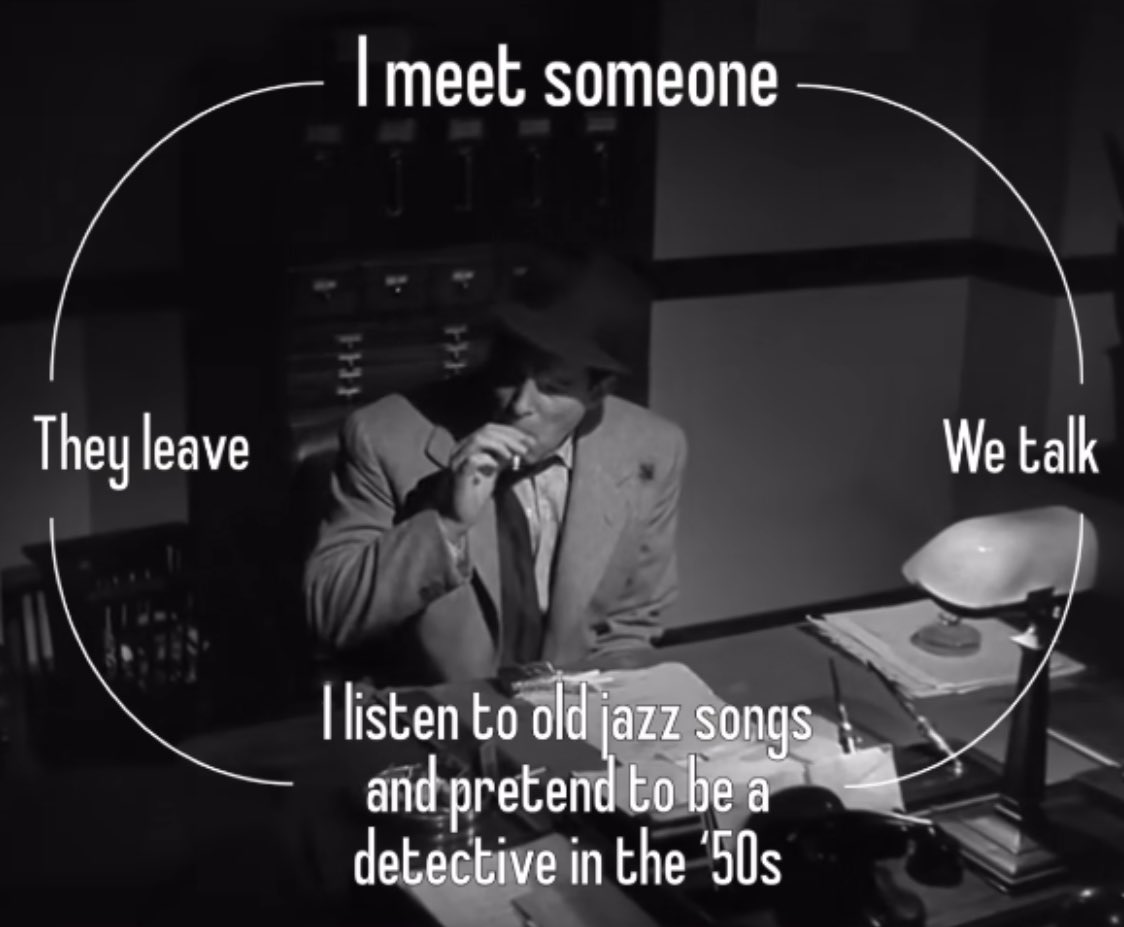 I meet someone
They leave
We talk
I listen to old jazz songs
and pretend to be a
detective in the ‘50s